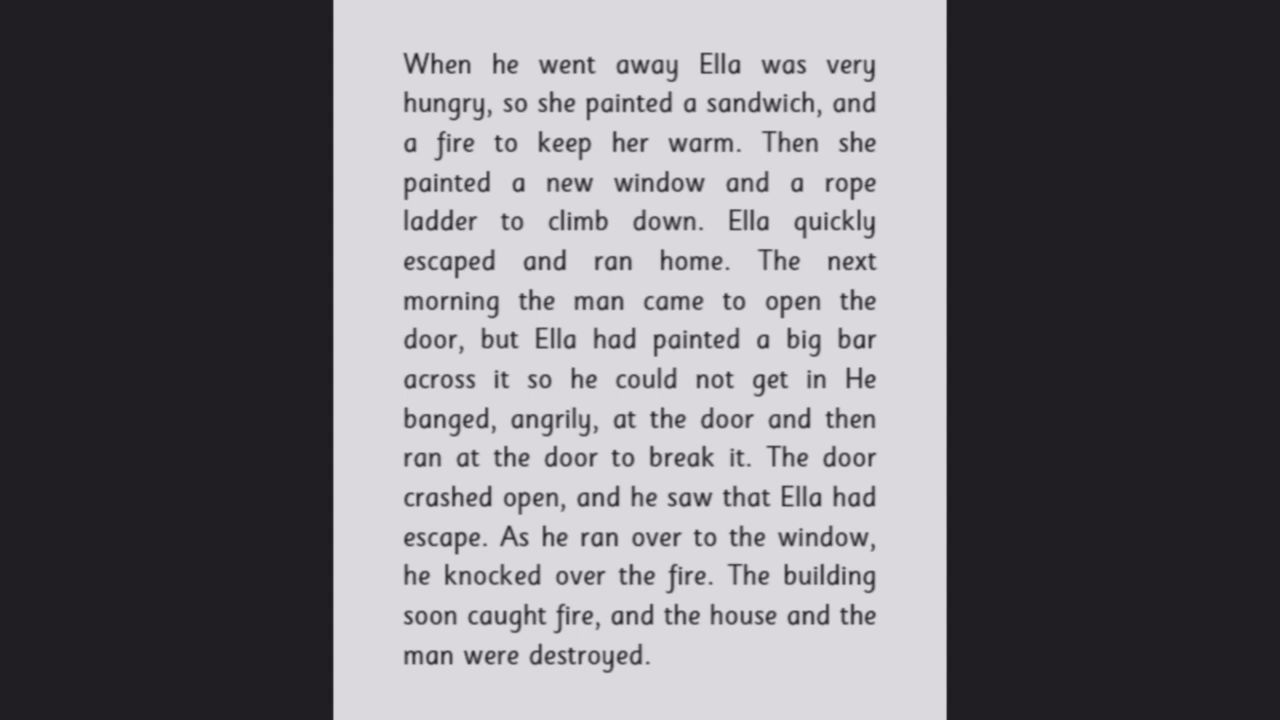 When he went away Ella was very
hungry, so she painted a sandwich, and
a fire to keep her warm. Then she
painted a new window and a rope
ladder to climb down. Ella quickly
escaped and ran home. The next
morning the man came to open the
door, but Ella had painted a big bar
across it so he could not get in He
banged, angrily, at the door and then
ran at the door to break it. The door
crashed open, and he saw that Ella had
escape. As he ran over to the window,
he knocked over the fire. The building
soon caught fire, and the house and the
man were destroyed.